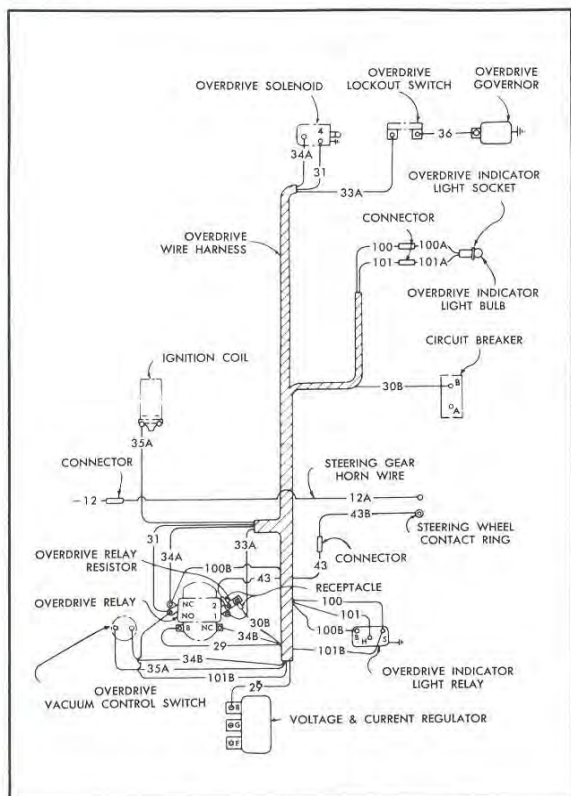 OVERDRIVE SOLENOID
OVERDRIVE
LOCKOUT SWITCH
OVERDRIVE
GOVERNOR
4
34A
31
36
33A
OVERDRIVE INDICATOR
LIGHT SOCKET
CONNECTOR
OVERDRIVE
WIRE HARNESS
100
100A
101
101A
OVERDRIVE INDICATOR
LIGHT BULB
IGNITION COIL
CIRCUIT BREAKER
30B
B
A
35A
CONNECTOR
STEERING GEAR
HORN WIRE
12
12A
43B
31
34A
33A
STEERING WHEEL
CONTACT RING
OVERDRIVE RELAY
RESISTOR
100B
43
43
CONNECTOR
RECEPTACLE
OVERDRIVE RELAY
NC
2
NO
1
B
NC
30B
34B
29
100
101
100B
B
H
S
101B
34B
35A
101B
OVERDRIVE
VACUUM CONTROL SWITCH
OVERDRIVE INDICATOR
LIGHT RELAY
29
B
G
F
VOLTAGE & CURRENT REGULATOR